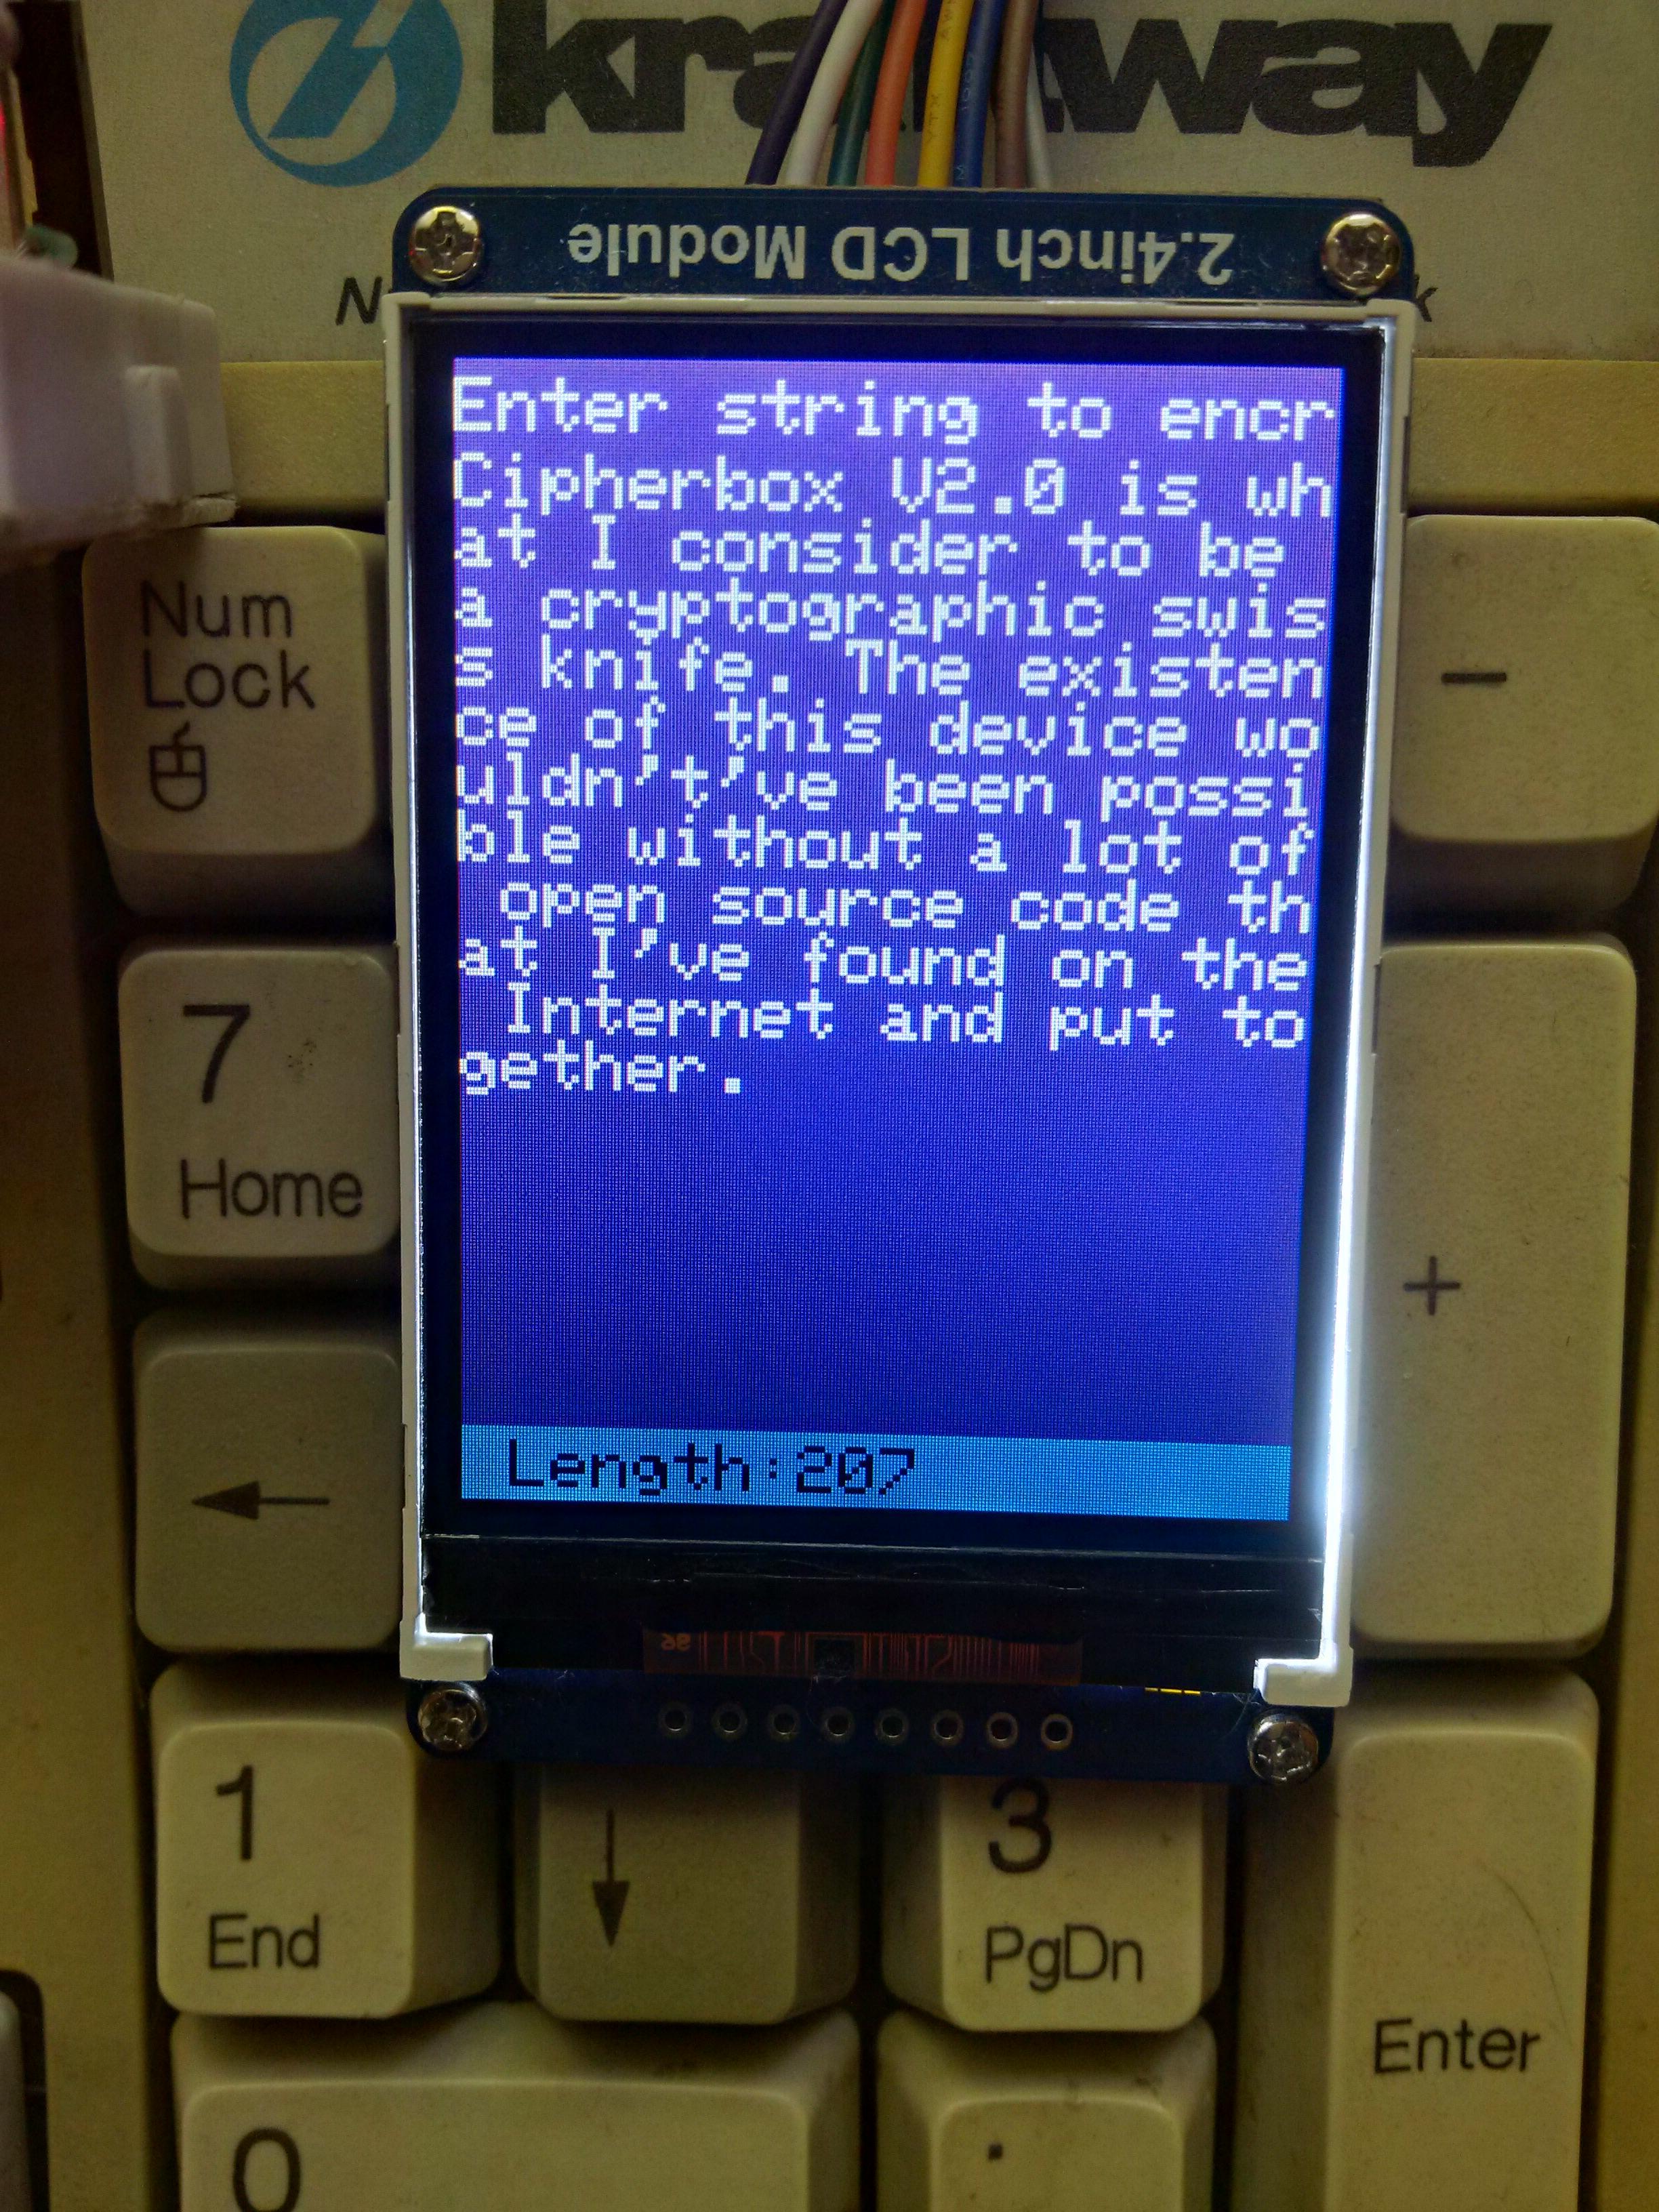 kraftway
2.4inch LCD Module
Enter string to encr
Cipherbox V2.0 is wh
at I consider to be
a cryptographic swis
s knife. The existen
ce of this device wo
uldn't've been possi
ble without a lot of
open source code th
at I've found on the
Internet and put to
gether.
Length:207
Num
Lock
7
Home
1
End
3
PgDn
Enter
0
.
-
+